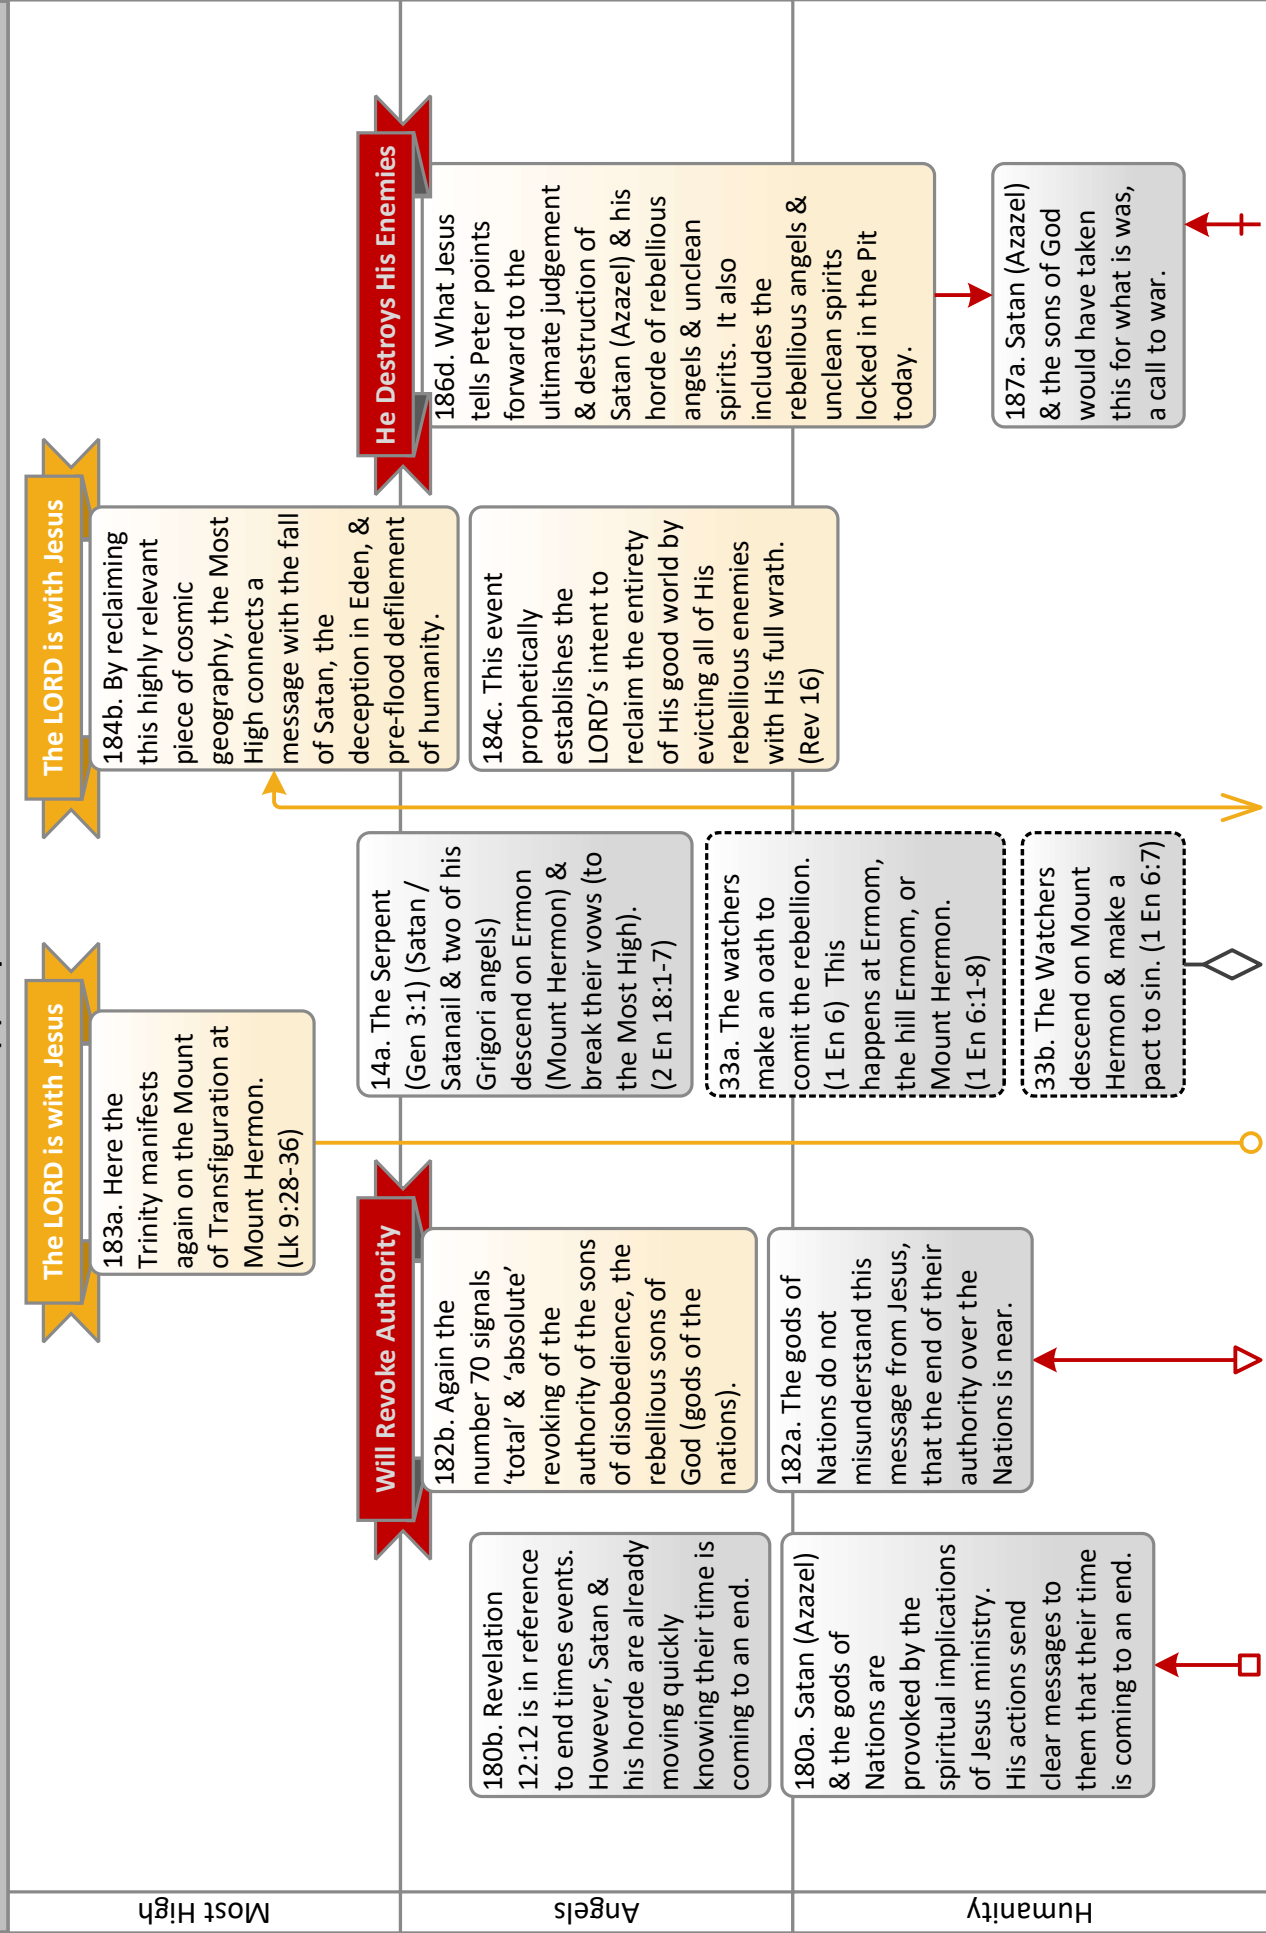 The LORD is with Jesus
183a. Here the
Trinity manifests
again on the Mount
of Transfiguration at
Mount Hermon.
(Lk 9:28-36)
The LORD is with Jesus
184b. By reclaiming
this highly relevant
piece of cosmic
geography, the Most
High connects a
message with the fall
of Satan, the
deception in Eden, &
pre-flood defilement
of humanity.
184c. This event
prophetically
establishes the
LORD’s intent to
reclaim the entirety
of His good world by
evicting all of His
rebellious enemies
with His full wrath.
(Rev 16)
Most High
Angels
Humanity
180b. Revelation
12:12 is in reference
to end times events.
However, Satan &
his horde are already
moving quickly
knowing their time is
coming to an end.
180a. Satan (Azazel)
& the gods of
Nations are
provoked by the
spiritual implications
of Jesus ministry.
His actions send
clear messages to
them that their time
is coming to an end.
Will Revoke Authority
182b. Again the
number 70 signals
‘total’ & ‘absolute’
revoking of the
authority of the sons
of disobedience, the
rebellious sons of
God (gods of the
nations).
182a. The gods of
Nations do not
misunderstand this
message from Jesus,
that the end of their
authority over the
Nations is near.
14a. The Serpent
(Gen 3:1) (Satan /
Satanail & two of his
Grigori angels)
descend on Ermon
(Mount Hermon) &
break their vows (to
the Most High).
(2 En 18:1-7)
33a. The watchers
make an oath to
comit the rebellion.
(1 En 6)  This
happens at Ermom,
the hill Ermom, or
Mount Hermon.
(1 En 6:1-8)
33b. The Watchers
descend on Mount
Hermon & make a
pact to sin. (1 En 6:7)
He Destroys His Enemies
186d. What Jesus
tells Peter points
forward to the
ultimate judgement
& destruction of
Satan (Azazel) & his
horde of rebellious
angels & unclean
spirits.  It also
includes the
rebellious angels &
unclean spirits
locked in the Pit
today.
187a. Satan (Azazel)
& the sons of God
would have taken
this for what is was,
a call to war.